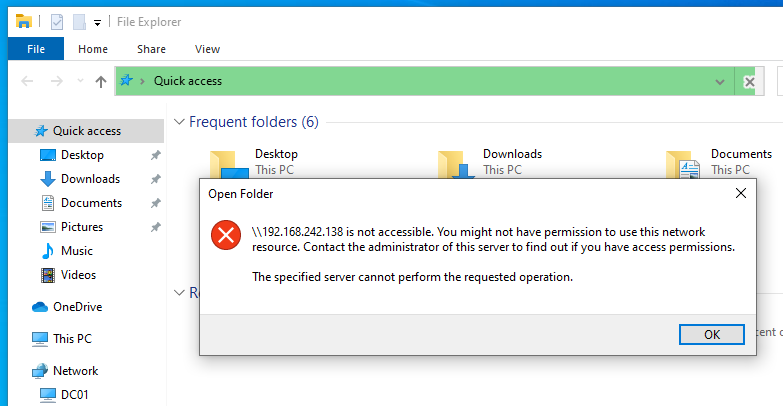 File Explorer
File Home Share View
Quick access
Quick access
Desktop
Downloads
Documents
Pictures
Music
Videos
OneDrive
This PC
Network
DC01
Frequent folders (6)
Desktop
This PC
Downloads
This PC
Documents
This PC
Open Folder
\\192.168.242.138 is not accessible. You might not have permission to use this network
resource. Contact the administrator of this server to find out if you have access permissions.
The specified server cannot perform the requested operation.
OK